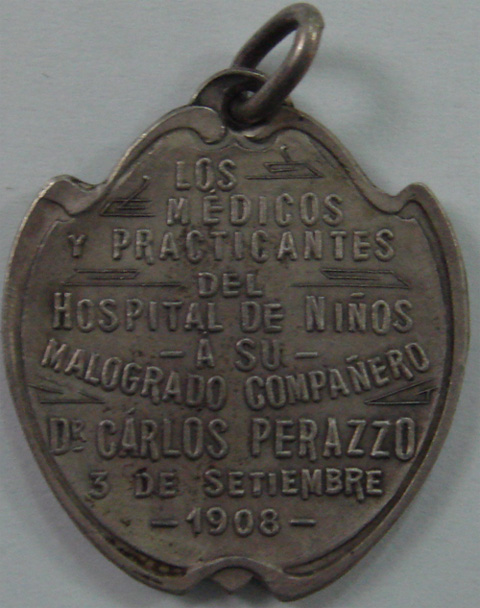 LOS
MÉDICOS
Y PRACTICANTES
DEL
HOSPITAL DE NIÑOS
- Á SU -
MALOGRADO COMPAÑERO
DR CÁRLOS PERAZZO
3 DE SETIEMBRE
- 1908 -